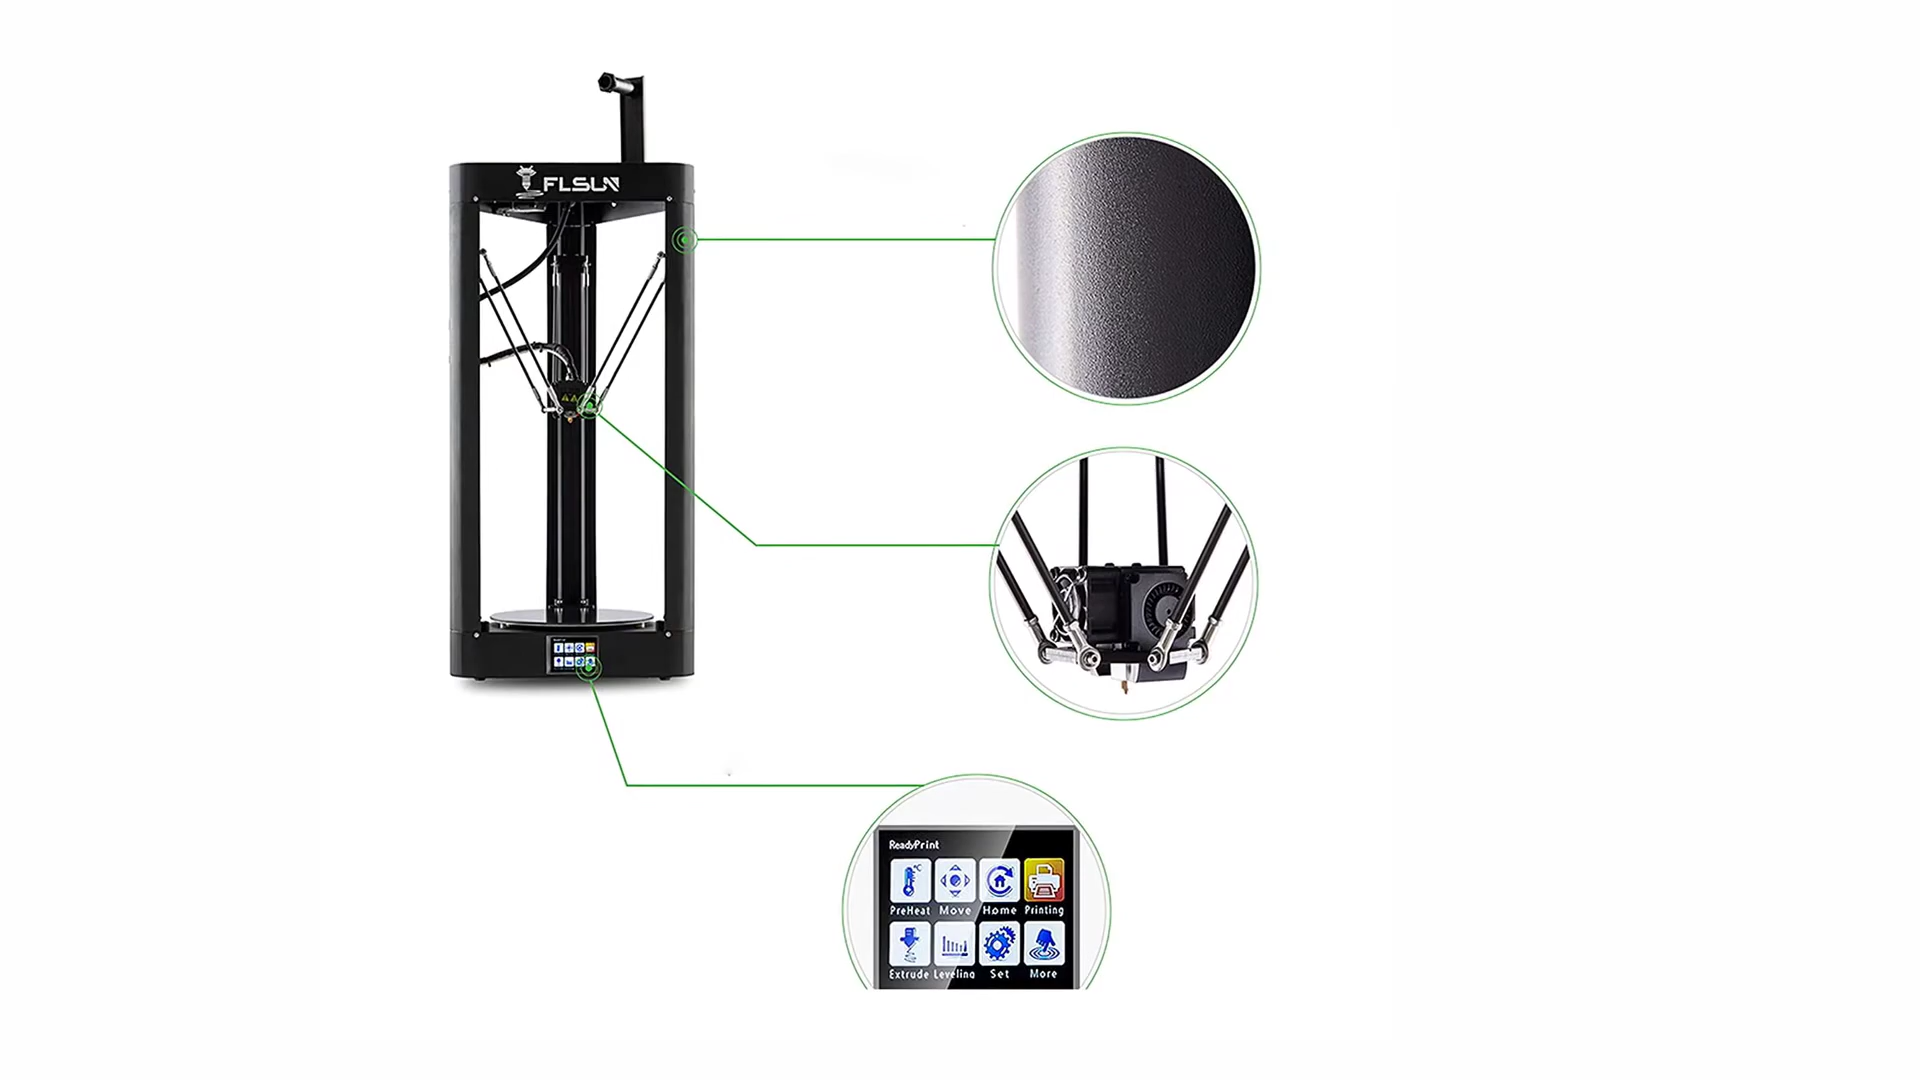 FLSUN
ReadyPrint
°C
PreHeat Move Home Printing
Extrude Leveling Set More